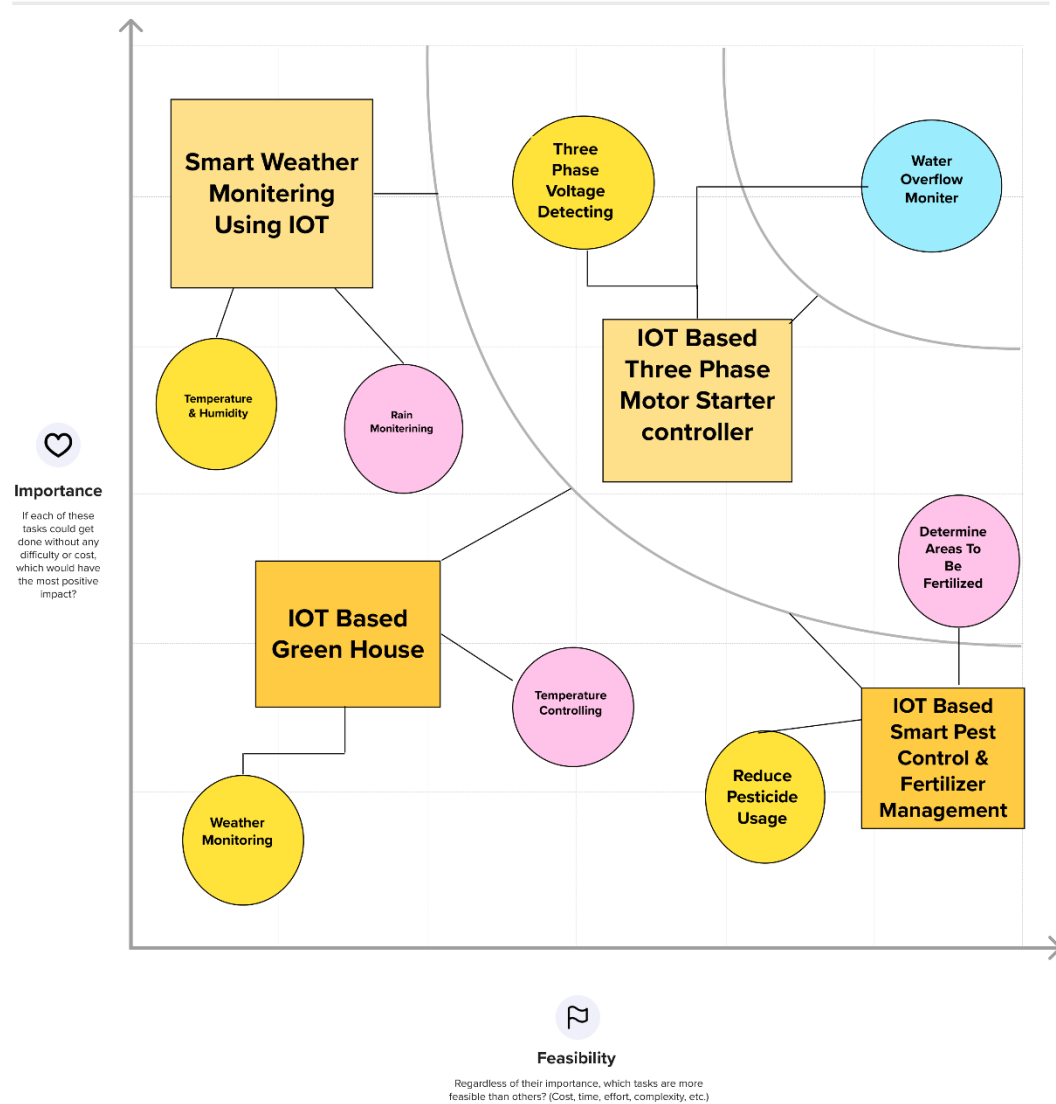 Smart Weather
Monitering
Using IOT
Three
Phase
Voltage
Detecting
Water
Overflow
Moniter
IOT Based
Three Phase
Motor Starter
controller
Temperature
& Humidity
Rain
Moniterining
Importance
If each of these
tasks could get
done without any
difficulty or cost,
which would have
the most positive
impact?
Determine
Areas To
Be
Fertilized
IOT Based
Green House
Temperature
Controlling
IOT Based
Smart Pest
Control &
Fertilizer
Management
Reduce
Pesticide
Usage
Weather
Monitoring
Feasibility
Regardless of their importance, which tasks are more
feasible than others? (Cost, time, effort, complexity, etc.)